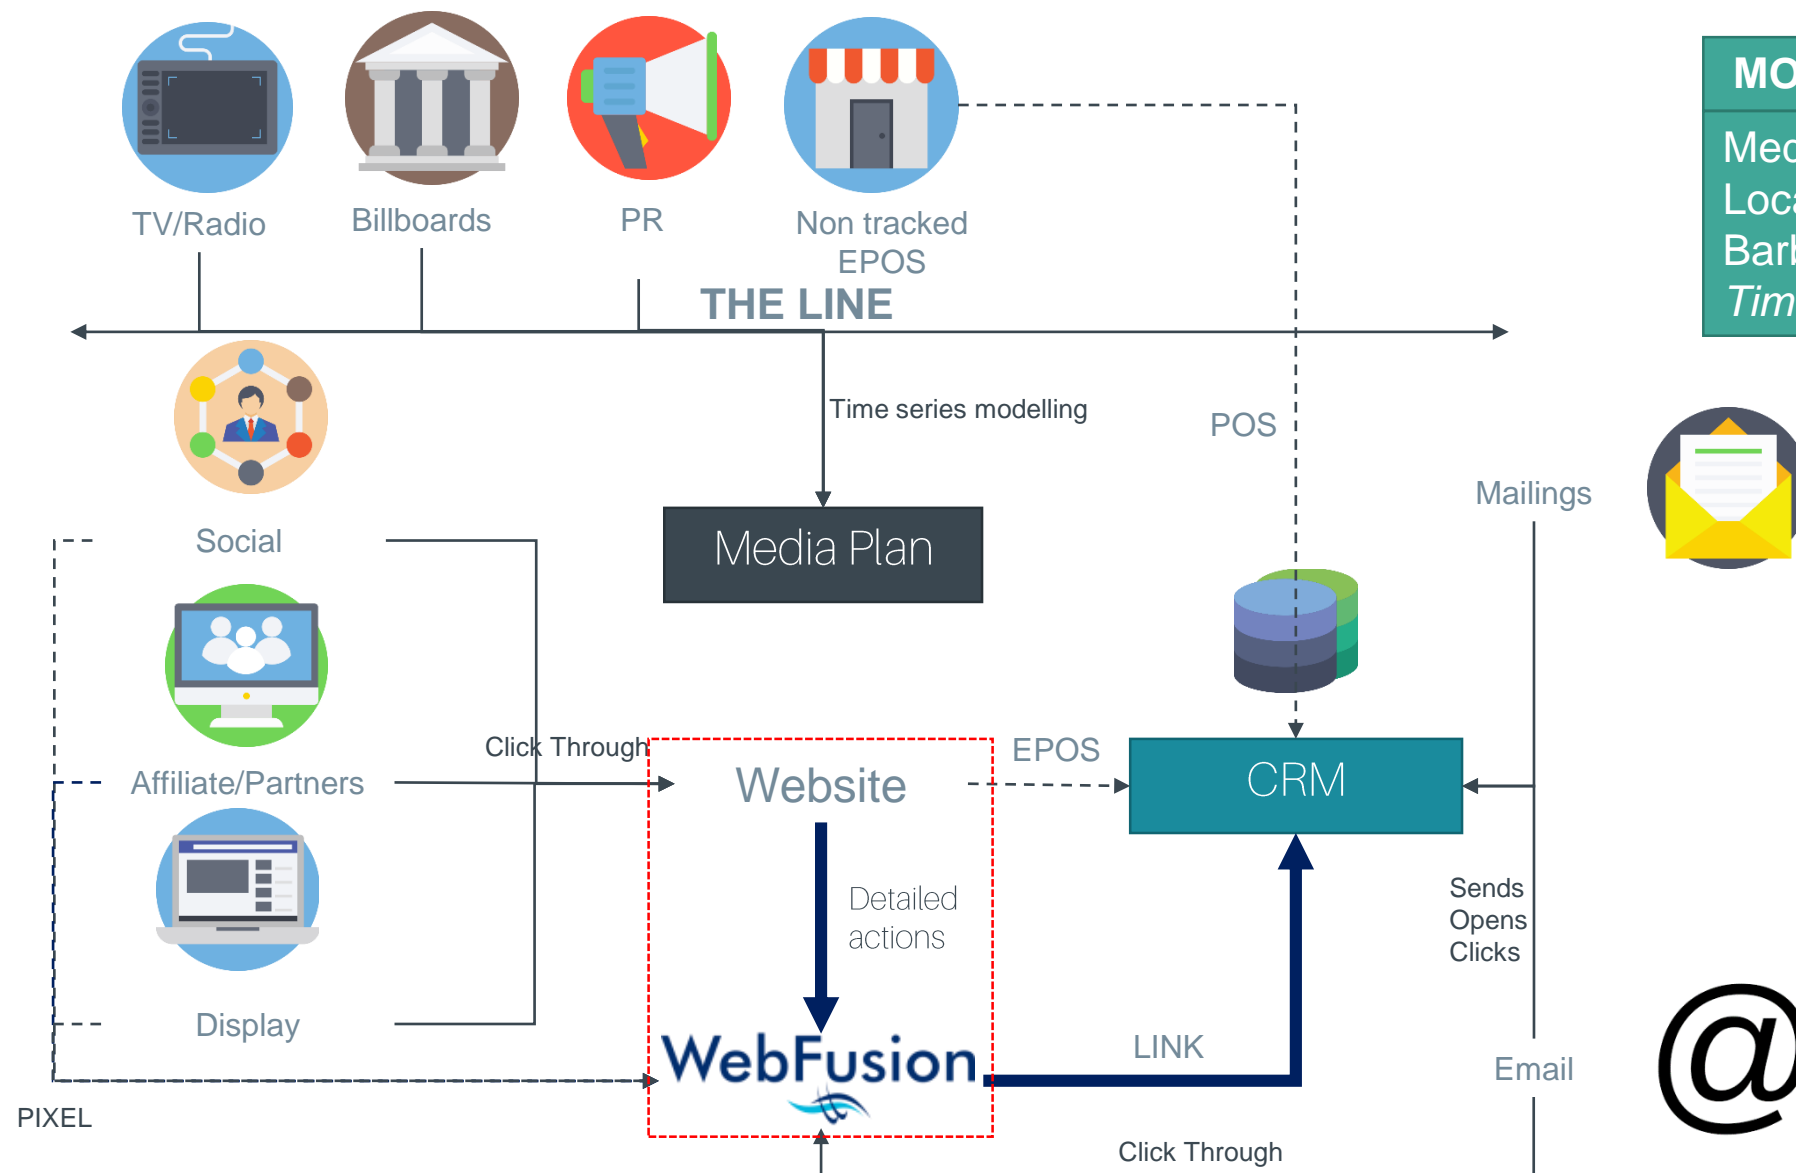 TV/Radio
Billboards
PR
Non tracked
EPOS
THE LINE
Time series modelling
POS
Mailings
Social
Media Plan
Click Through
Affiliate/Partners
Website
EPOS
CRM
Detailed
actions
Sends
Opens
Clicks
Display
WebFusion
LINK
Email
@
PIXEL
Click Through